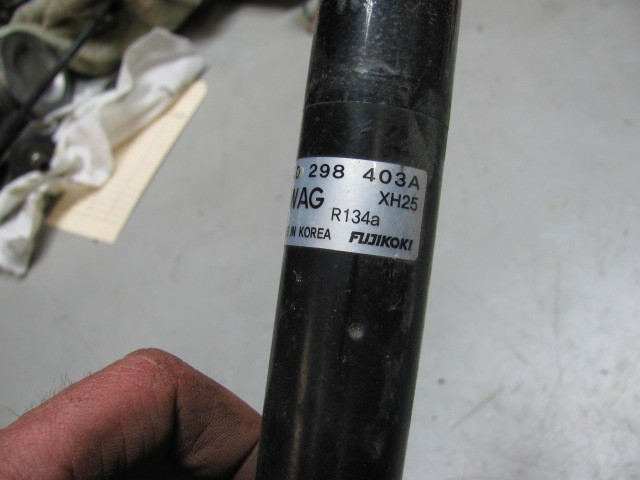 298 403A
VAG XH25
R134a
IN KOREA FUJIKOKI